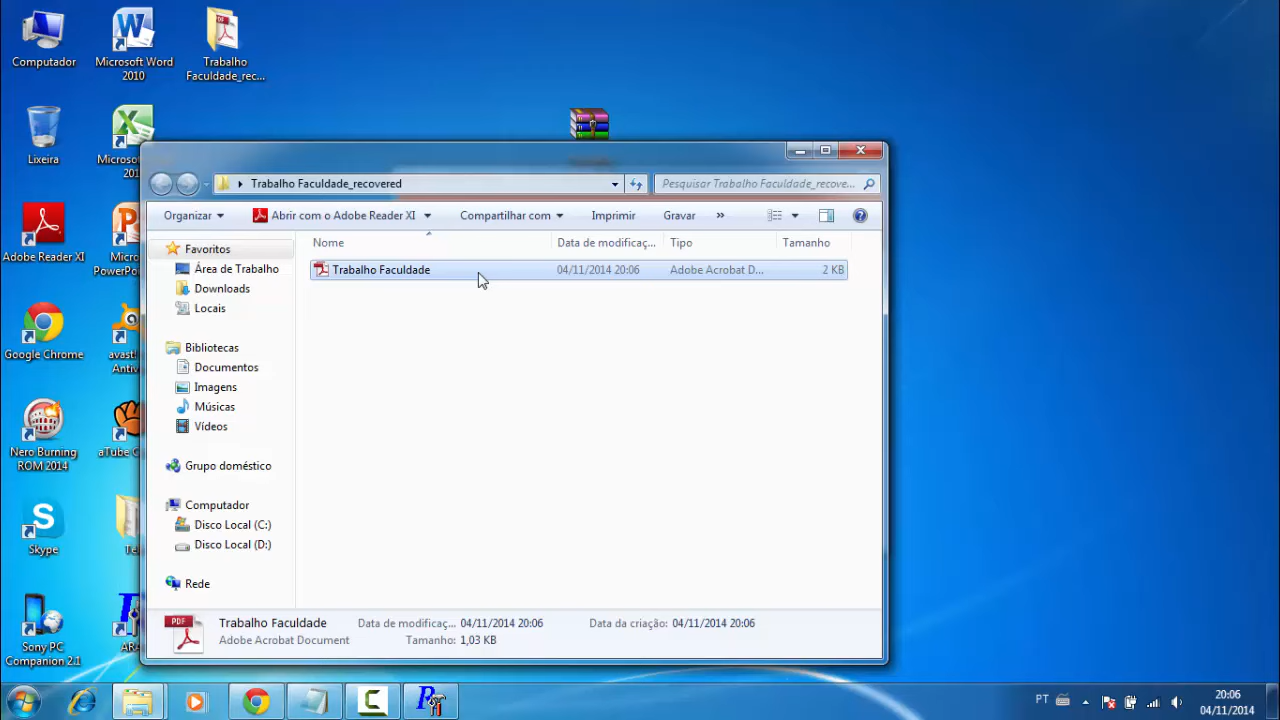 Computador
Microsoft Word
2010
Trabalho
Faculdade_rec...
Lixeira
Adobe Reader XI
Google Chrome
avast!
Nero Burning
ROM 2014
Skype
Sony PC
Companion 2.1
Trabalho Faculdade_recovered
Pesquisar Trabalho Faculdade_recove...
Organizar
Abrir com o Adobe Reader XI
Compartilhar com
Imprimir
Gravar
»
Nome
Data de modificaç...
Tipo
Tamanho
Trabalho Faculdade
04/11/2014 20:06
Adobe Acrobat D...
2 KB
Favoritos
Área de Trabalho
Downloads
Locais
Bibliotecas
Documentos
Imagens
Músicas
Vídeos
Grupo doméstico
Computador
Disco Local (C:)
Disco Local (D:)
Rede
PDF
Trabalho Faculdade
Data de modificaç... 04/11/2014 20:06
Data da criação: 04/11/2014 20:06
Adobe Acrobat Document
Tamanho: 1,03 KB
PT
20:06
04/11/2014